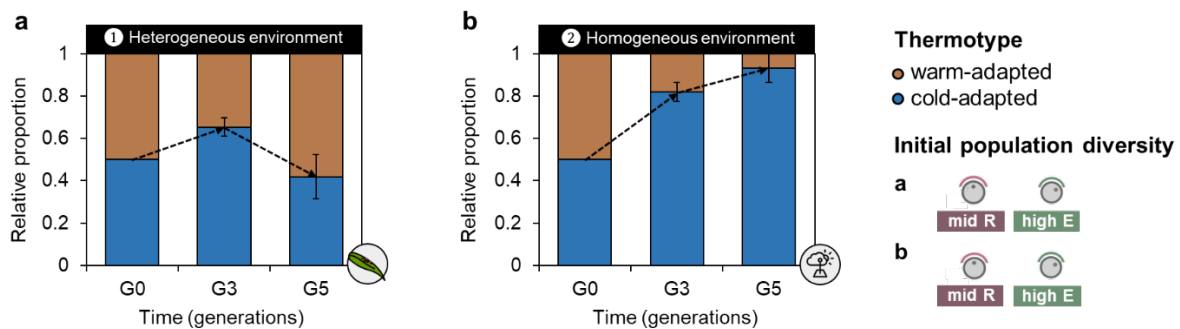 a
1 Heterogeneous environment
Relative proportion
1
0.8
0.6
0.4
0.2
0
G0 G3 G5
Time (generations)
b
2 Homogeneous environment
Relative proportion
1
0.8
0.6
0.4
0.2
0
G0 G3 G5
Time (generations)
Thermotype
warm-adapted
cold-adapted
Initial population diversity
a
mid R high E
b
mid R high E